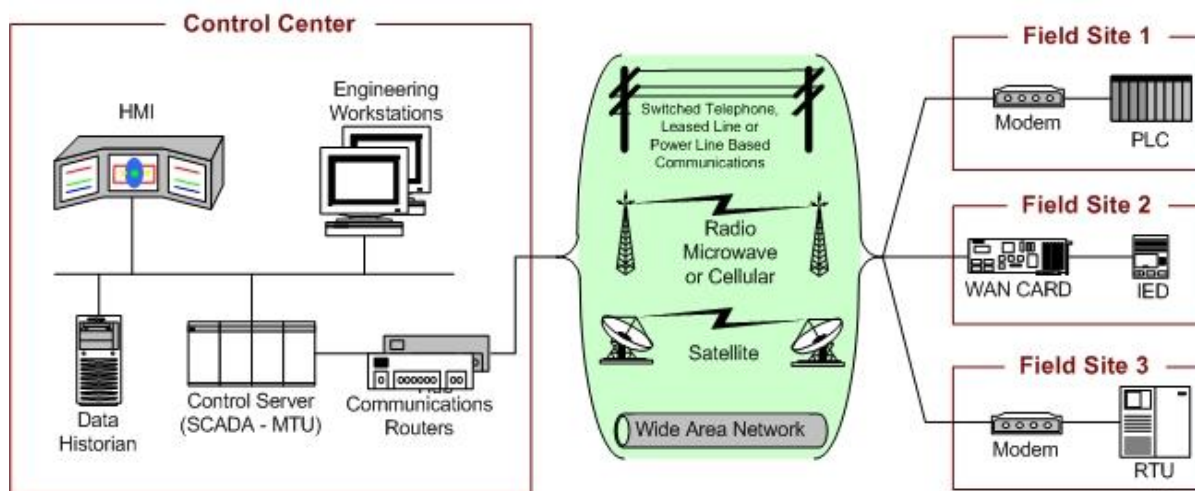 Control Center
HMI
Engineering
Workstations
Data
Historian
Control Server
(SCADA - MTU)
Communications
Routers
Switched Telephone,
Leased Line or
Power Line Based
Communications
Radio
Microwave
or Cellular
Satellite
Wide Area Network
Field Site 1
Modem
PLC
Field Site 2
WAN CARD
IED
Field Site 3
Modem
RTU